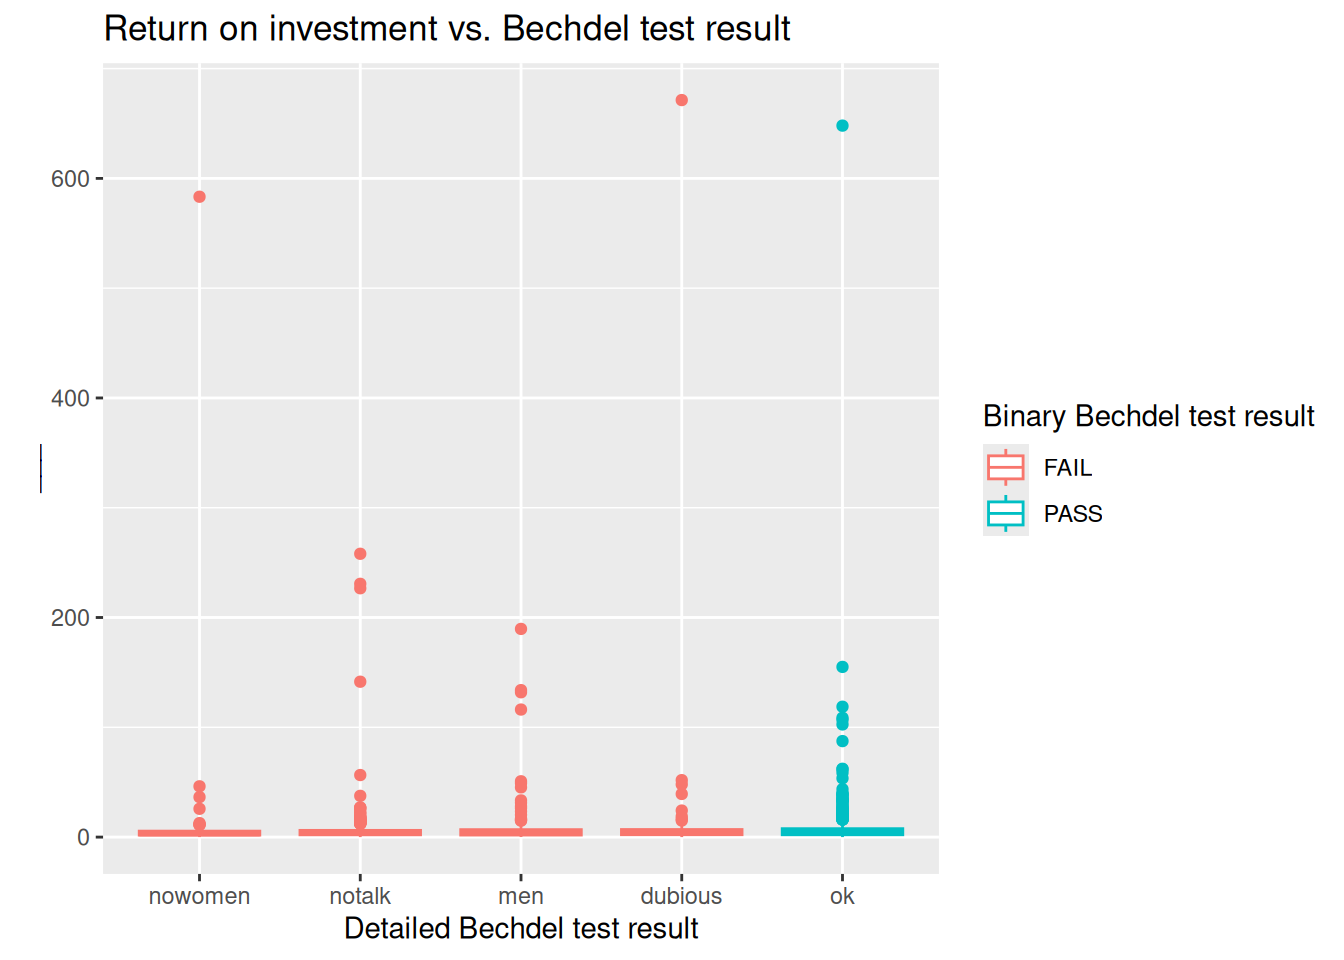 Return on investment vs. Bechdel test result
600
400
200
0
nowomen
notalk
men
dubious
ok
Detailed Bechdel test result
Binary Bechdel test result
FAIL
PASS